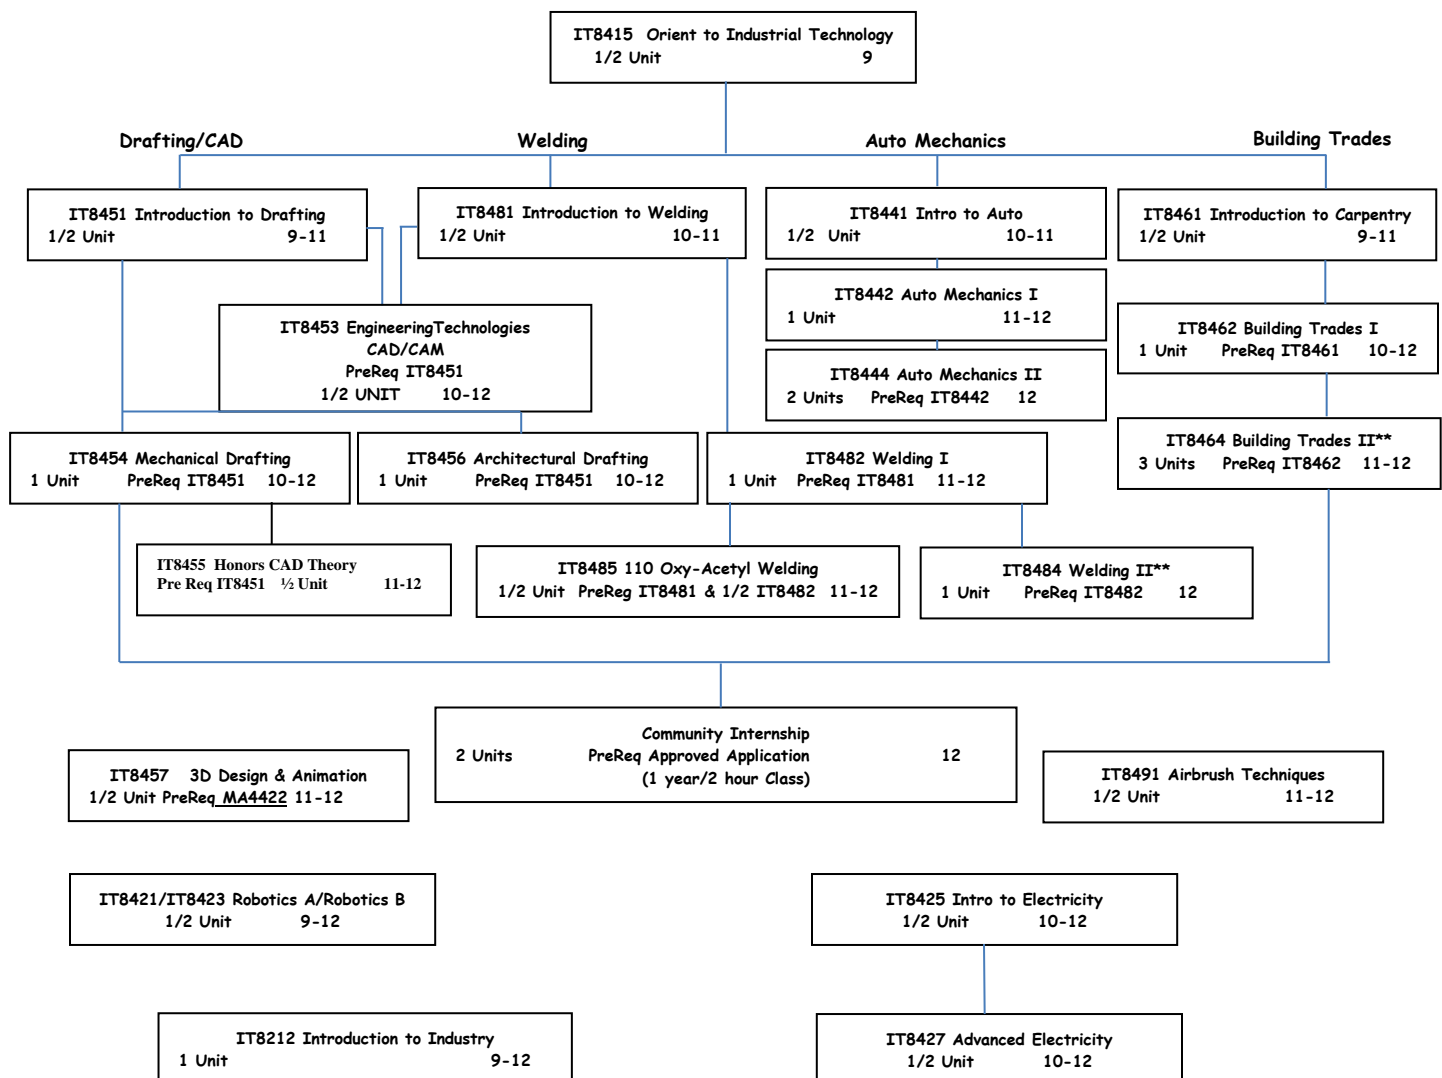 IT8415 Orient to Industrial Technology
1/2 Unit 9
Drafting/CAD Welding Auto Mechanics Building Trades
IT8451 Introduction to Drafting
1/2 Unit 9-11
IT8481 Introduction to Welding
1/2 Unit 10-11
IT8441 Intro to Auto
1/2 Unit 10-11
IT8461 Introduction to Carpentry
1/2 Unit 9-11
IT8453 EngineeringTechnologies
CAD/CAM
PreReq IT8451
1/2 UNIT 10-12
IT8442 Auto Mechanics I
1 Unit 11-12
IT8462 Building Trades I
1 Unit PreReq IT8461 10-12
IT8444 Auto Mechanics II
2 Units PreReq IT8442 12
IT8454 Mechanical Drafting
1 Unit PreReq IT8451 10-12
IT8456 Architectural Drafting
1 Unit PreReq IT8451 10-12
IT8482 Welding I
1 Unit PreReq IT8481 11-12
IT8464 Building Trades II**
3 Units PreReq IT8462 11-12
IT8455 Honors CAD Theory
Pre Req IT8451 ½ Unit 11-12
IT8485 110 Oxy-Acetyl Welding
1/2 Unit PreReg IT8481 & 1/2 IT8482 11-12
IT8484 Welding II**
1 Unit PreReq IT8482 12
Community Internship
2 Units PreReq Approved Application 12
(1 year/2 hour Class)
IT8457 3D Design & Animation
1/2 Unit PreReq MA4422 11-12
IT8491 Airbrush Techniques
1/2 Unit 11-12
IT8421/IT8423 Robotics A/Robotics B
1/2 Unit 9-12
IT8425 Intro to Electricity
1/2 Unit 10-12
IT8212 Introduction to Industry
1 Unit 9-12
IT8427 Advanced Electricity
1/2 Unit 10-12